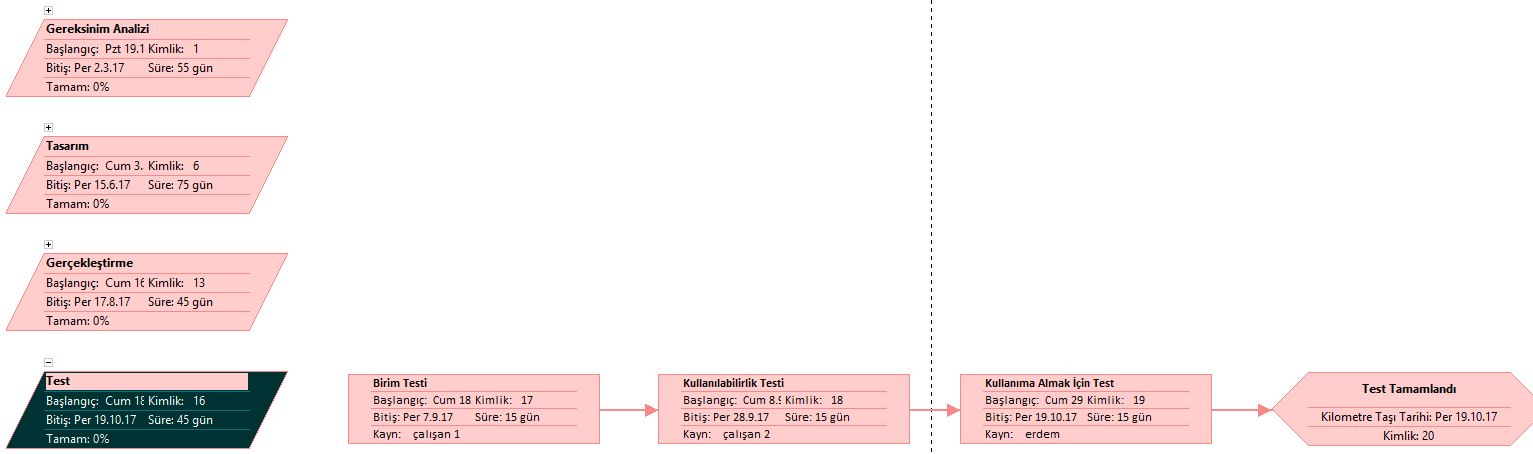 Gereksinim Analizi
Başlangıç: Pzt 19.1 Kimlik: 1
Bitiş: Per 2.3.17 Süre: 55 gün
Tamam: 0%
Tasarım
Başlangıç: Cum 3. Kimlik: 6
Bitiş: Per 15.6.17 Süre: 75 gün
Tamam: 0%
Gerçekleştirme
Başlangıç: Cum 16 Kimlik: 13
Bitiş: Per 17.8.17 Süre: 45 gün
Tamam: 0%
Test
Başlangıç: Cum 18 Kimlik: 16
Bitiş: Per 19.10.17 Süre: 45 gün
Tamam: 0%
Birim Testi
Başlangıç: Cum 18 Kimlik: 17
Bitiş: Per 7.9.17 Süre: 15 gün
Kayn: çalışan 1
Kullanılabilirlik Testi
Başlangıç: Cum 8.9 Kimlik: 18
Bitiş: Per 28.9.17 Süre: 15 gün
Kayn: çalışan 2
Kullanıma Almak İçin Test
Başlangıç: Cum 29 Kimlik: 19
Bitiş: Per 19.10.17 Süre: 15 gün
Kayn: erdem
Test Tamamlandı
Kilometre Taşı Tarihi: Per 19.10.17
Kimlik: 20